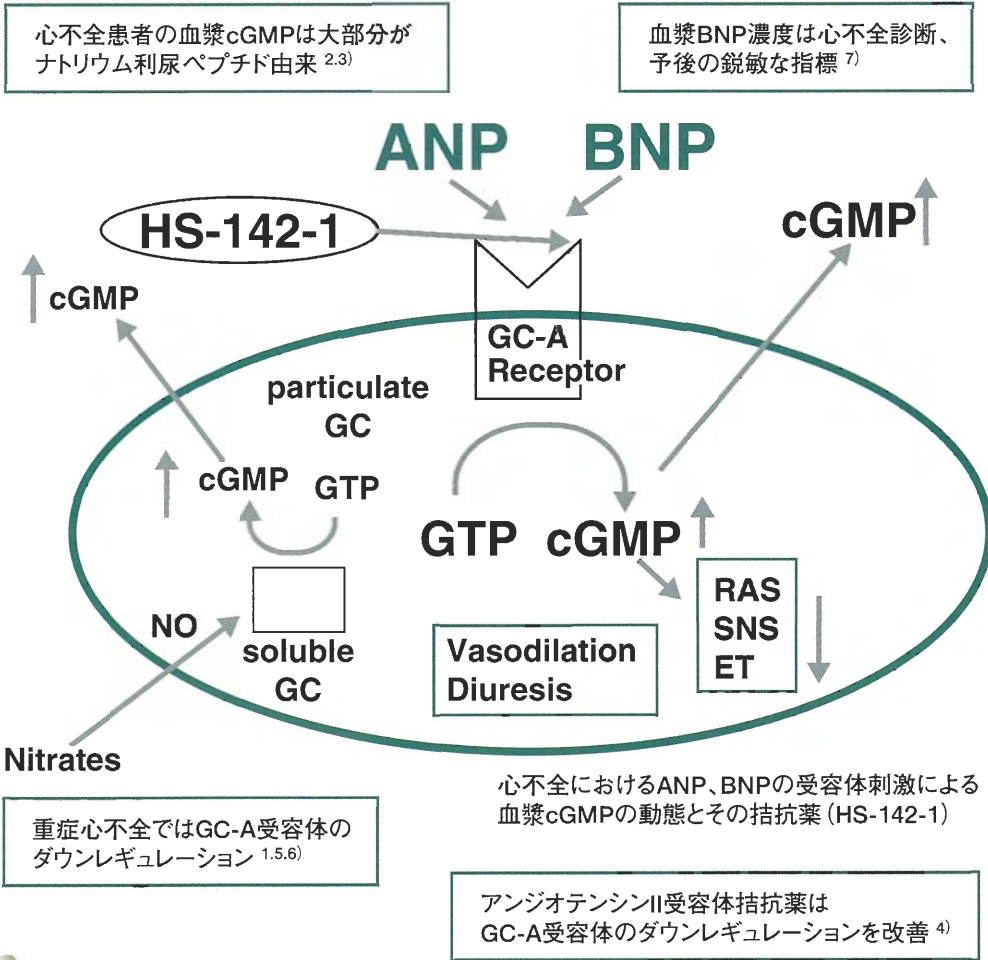 心不全患者の血漿cGMPは大部分が
ナトリウム利尿ペプチド由来 2.3)
血漿BNP濃度は心不全診断、
予後の鋭敏な指標 7)
ANP
BNP
HS-142-1
cGMP
cGMP
GC-A
Receptor
particulate
GC
cGMP
GTP
GTP
cGMP
RAS
SNS
ET
NO
soluble
GC
Vasodilation
Diuresis
Nitrates
心不全におけるANP、BNPの受容体刺激による
血漿cGMPの動態とその拮抗薬(HS-142-1)
重症心不全ではGC-A受容体の
ダウンレギュレーション 1.5.6)
アンジオテンシンII受容体拮抗薬は
GC-A受容体のダウンレギュレーションを改善 4)